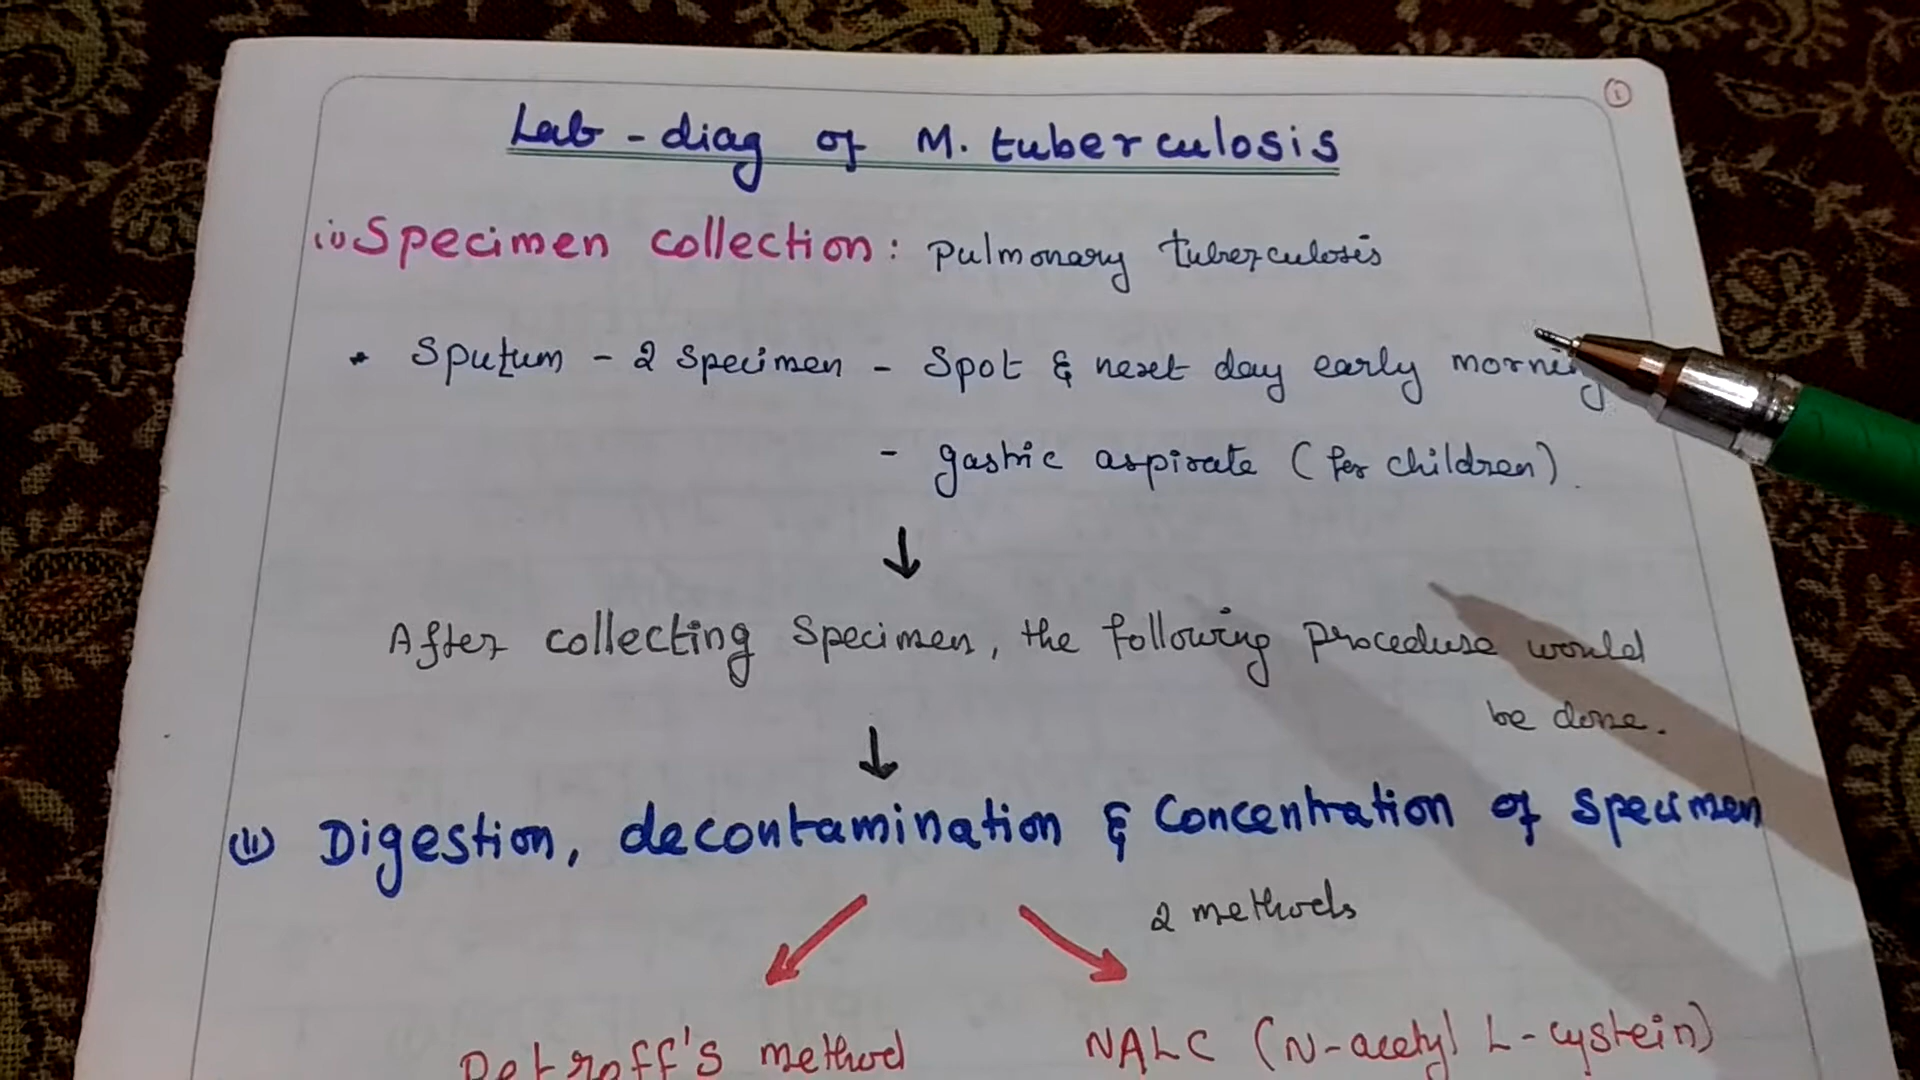 1
Lab-diag of M. tuberculosis
(i) Specimen collection: pulmonary tuberculosis
* Sputum - 2 specimen - Spot & next day early morning
- gastric aspirate (for children).
↓
After collecting specimen, the following procedure would
be done.
↓
(ii) Digestion, decontamination & concentration of specimen
2 methods
Petroff's method
NALC (N-acetyl L-cystein)